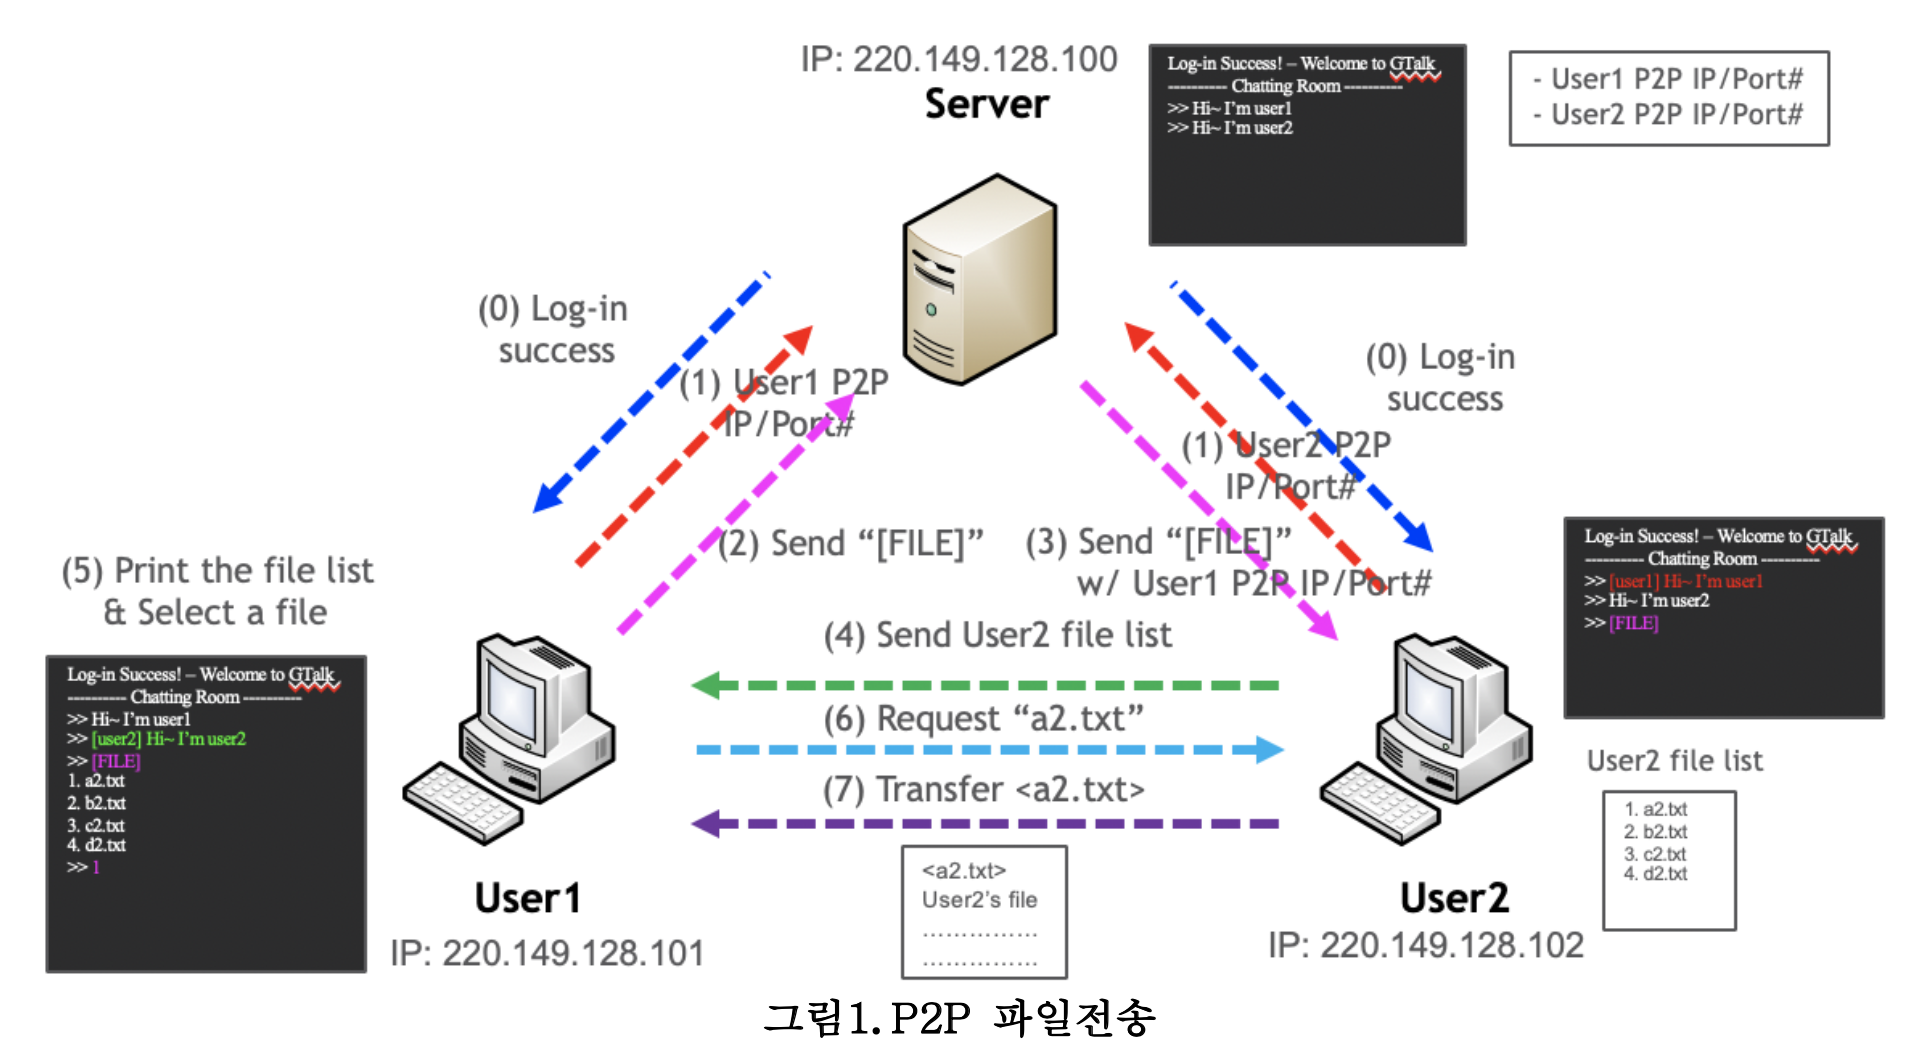 IP: 220.149.128.100
Server
Log-in Success! – Welcome to GTalk
---------- Chatting Room ----------
>> Hi~ I'm user1
>> Hi~ I'm user2
- User1 P2P IP/Port#
- User2 P2P IP/Port#
(0) Log-in
success
(1) User1 P2P
IP/Port#
(2) Send “[FILE]”
(0) Log-in
success
(1) User2 P2P
IP/Port#
(3) Send “[FILE]”
w/ User1 P2P IP/Port#
(5) Print the file list
& Select a file
Log-in Success! – Welcome to GTalk
---------- Chatting Room ----------
>> Hi~ I'm user1
>> [user2] Hi~ I'm user2
>> [FILE]
1. a2.txt
2. b2.txt
3. c2.txt
4. d2.txt
>> 1
(4) Send User2 file list
(6) Request “a2.txt”
(7) Transfer <a2.txt>
<a2.txt>
User2's file
……………
……………
Log-in Success! – Welcome to GTalk
---------- Chatting Room ----------
>> [user1] Hi~ I'm user1
>> Hi~ I'm user2
>> [FILE]
User2 file list
1. a2.txt
2. b2.txt
3. c2.txt
4. d2.txt
User1
IP: 220.149.128.101
User2
IP: 220.149.128.102
그림1. P2P 파일전송